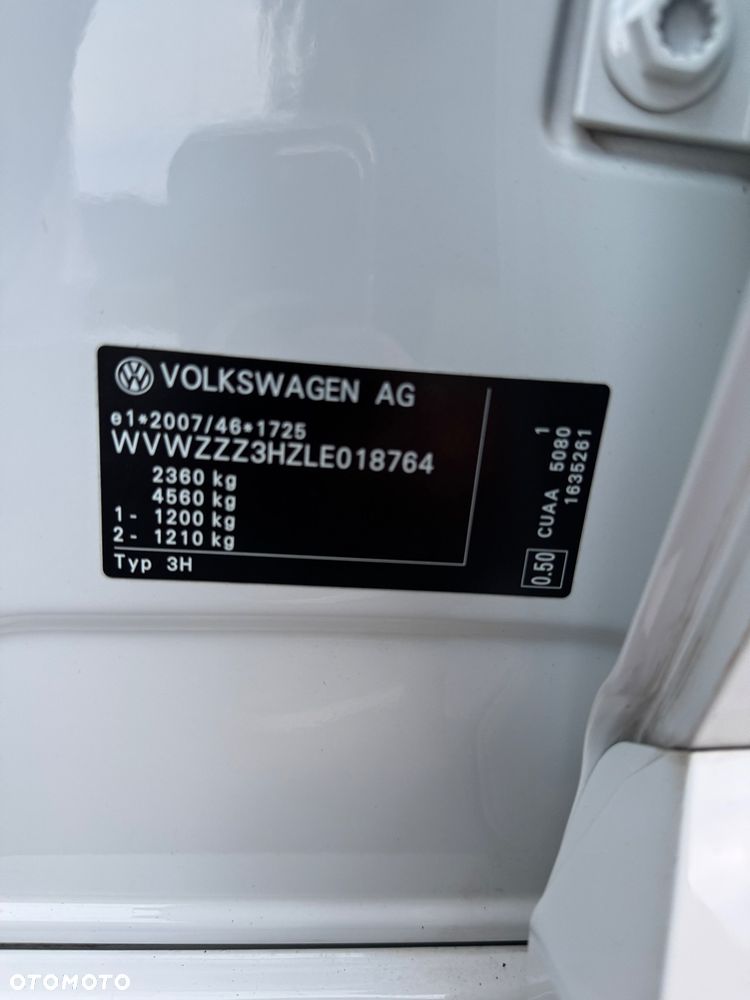 VOLKSWAGEN AG
e1*2007/46*1725
WVWZZZ3HZLE018764
2360 kg
4560 kg
1- 1200 kg
2- 1210 kg
Typ 3H
0.50 CUAA 5080 1
1635261
OTOMOTO